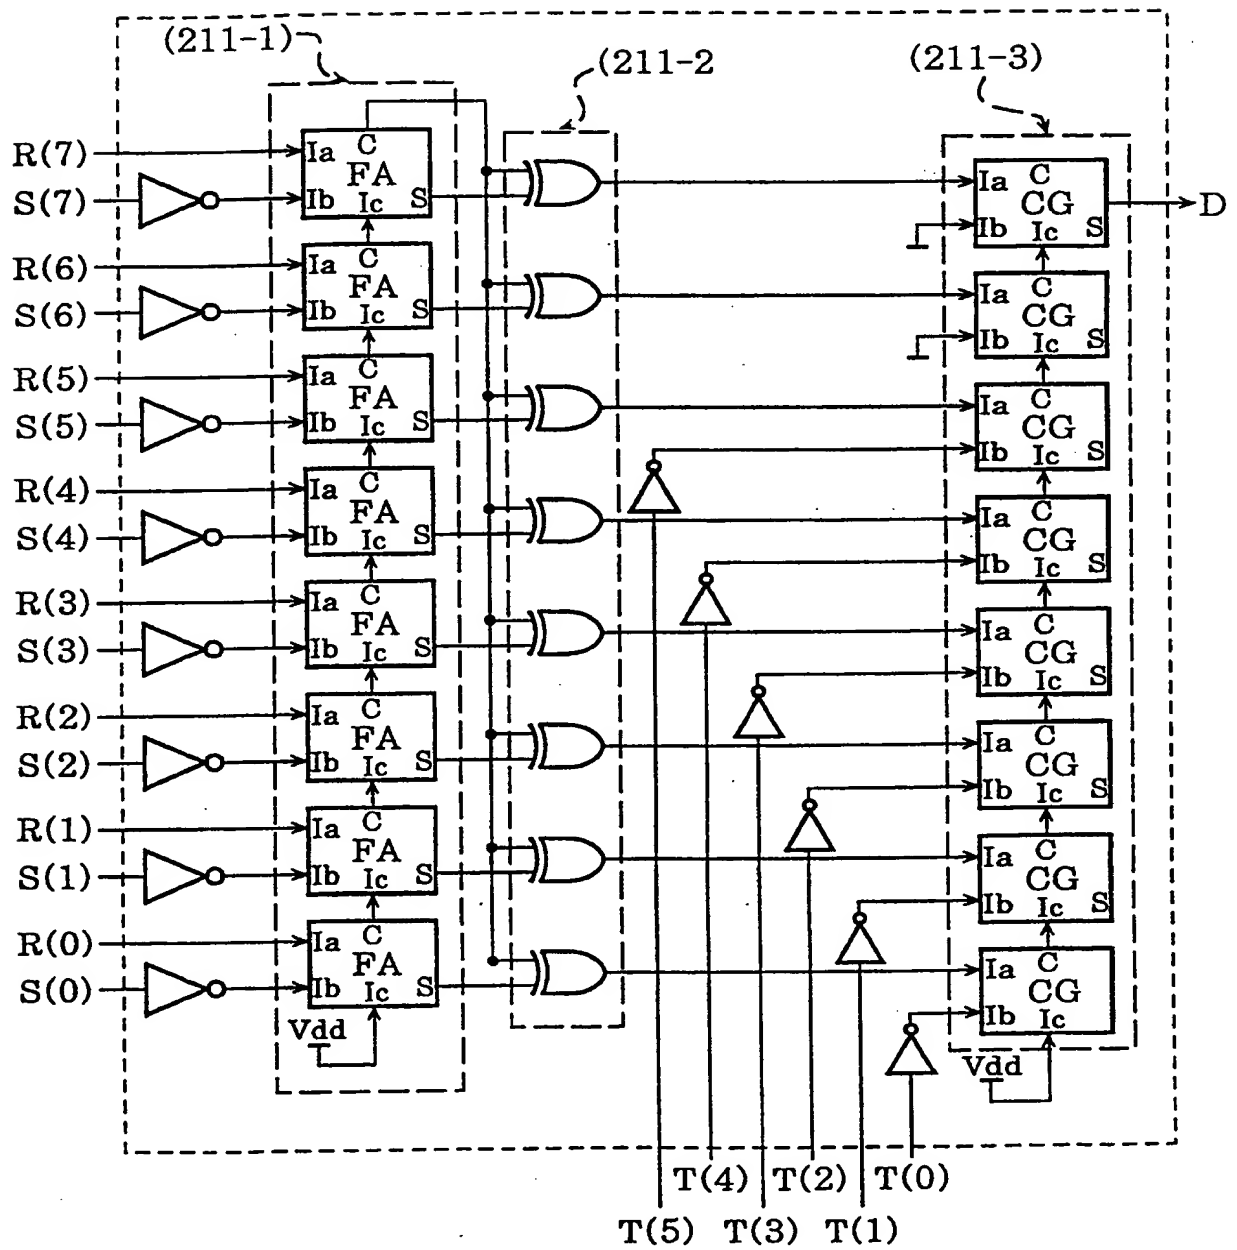 (211-1)
(211-2
(211-3)
R(7)
S(7)
Ia C
FA
Ib Ic S
Ia C
CG
Ib Ic S
D
R(6)
S(6)
Ia C
FA
Ib Ic S
Ia C
CG
Ib Ic S
R(5)
S(5)
Ia C
FA
Ib Ic S
Ia C
CG
Ib Ic S
R(4)
S(4)
Ia C
FA
Ib Ic S
Ia C
CG
Ib Ic S
R(3)
S(3)
Ia C
FA
Ib Ic S
Ia C
CG
Ib Ic S
R(2)
S(2)
Ia C
FA
Ib Ic S
Ia C
CG
Ib Ic S
R(1)
S(1)
Ia C
FA
Ib Ic S
Ia C
CG
Ib Ic S
R(0)
S(0)
Ia C
FA
Ib Ic S
Ia C
CG
Ib Ic
Vdd
Vdd
T(4) T(2) T(0)
T(5) T(3) T(1)